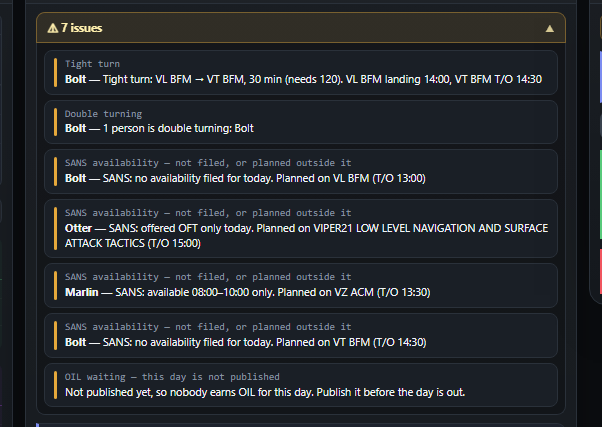 ⚠ 7 issues ▲
Tight turn
Bolt — Tight turn: VL BFM → VT BFM, 30 min (needs 120). VL BFM landing 14:00, VT BFM T/O 14:30
Double turning
Bolt — 1 person is double turning: Bolt
SANS availability — not filed, or planned outside it
Bolt — SANS: no availability filed for today. Planned on VL BFM (T/O 13:00)
SANS availability — not filed, or planned outside it
Otter — SANS: offered OFT only today. Planned on VIPER21 LOW LEVEL NAVIGATION AND SURFACE
ATTACK TACTICS (T/O 15:00)
SANS availability — not filed, or planned outside it
Marlin — SANS: available 08:00–10:00 only. Planned on VZ ACM (T/O 13:30)
SANS availability — not filed, or planned outside it
Bolt — SANS: no availability filed for today. Planned on VT BFM (T/O 14:30)
OIL waiting — this day is not published
Not published yet, so nobody earns OIL for this day. Publish it before the day is out.